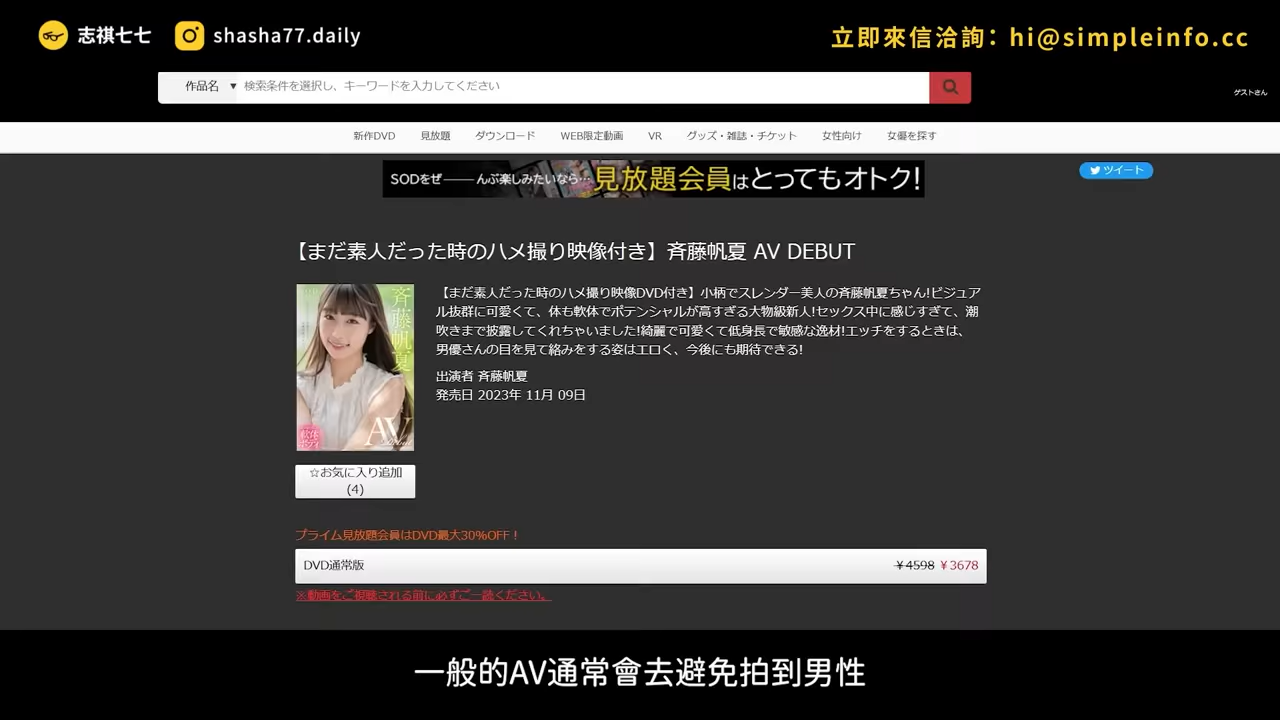 志祺七七
shasha77.daily
立即來信洽詢：hi@simpleinfo.cc
作品名 ▼ 検索条件を選択し、キーワードを入力してください
ゲストさん
新作DVD 見放題 ダウンロード WEB限定動画 VR グッズ・雑誌・チケット 女性向け 女優を探す
SODをぜ───んぶ楽しみたいなら…見放題会員はとってもオトク!
ツイート
【まだ素人だった時のハメ撮り映像付き】斉藤帆夏 AV DEBUT
【まだ素人だった時のハメ撮り映像DVD付き】小柄でスレンダー美人の斉藤帆夏ちゃん!ビジュア
ル抜群に可愛くて、体も軟体でポテンシャルが高すぎる大物級新人!セックス中に感じすぎて、潮
吹きまで披露してくれちゃいました!綺麗で可愛くて低身長で敏感な逸材!エッチをするときは、
男優さんの目を見て絡みをする姿はエロく、今後にも期待できる!
出演者 斉藤帆夏
発売日 2023年 11月 09日
斉藤帆夏
AV
☆お気に入り追加
(4)
プライム見放題会員はDVD最大30%OFF！
DVD通常版 ￥4598 ￥3678
※動画をご視聴される前に必ずご一読ください。
一般的AV通常會去避免拍到男性